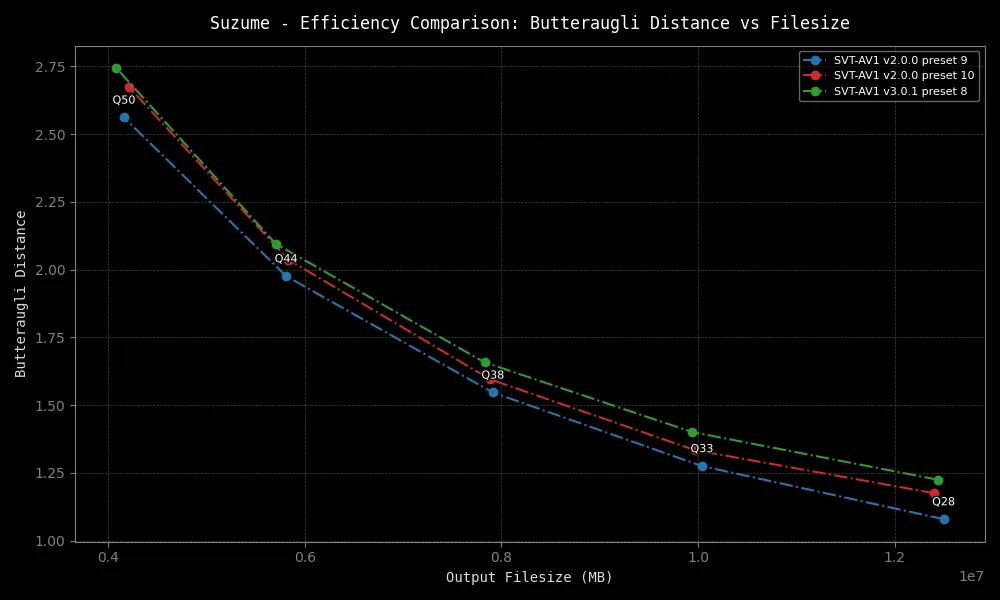 Suzume - Efficiency Comparison: Butteraugli Distance vs Filesize
SVT-AV1 v2.0.0 preset 9
SVT-AV1 v2.0.0 preset 10
SVT-AV1 v3.0.1 preset 8
2.75
2.50
2.25
2.00
1.75
1.50
1.25
1.00
Butteraugli Distance
Q50
Q44
Q38
Q33
Q28
0.4
0.6
0.8
1.0
1.2
1e7
Output Filesize (MB)